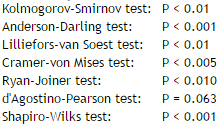 Kolmogorov-Smirnov test: P < 0.01
Anderson-Darling test: P < 0.001
Lilliefors-van Soest test: P < 0.01
Cramer-von Mises test: P < 0.005
Ryan-Joiner test: P < 0.010
d'Agostino-Pearson test: P = 0.063
Shapiro-Wilks test: P < 0.001